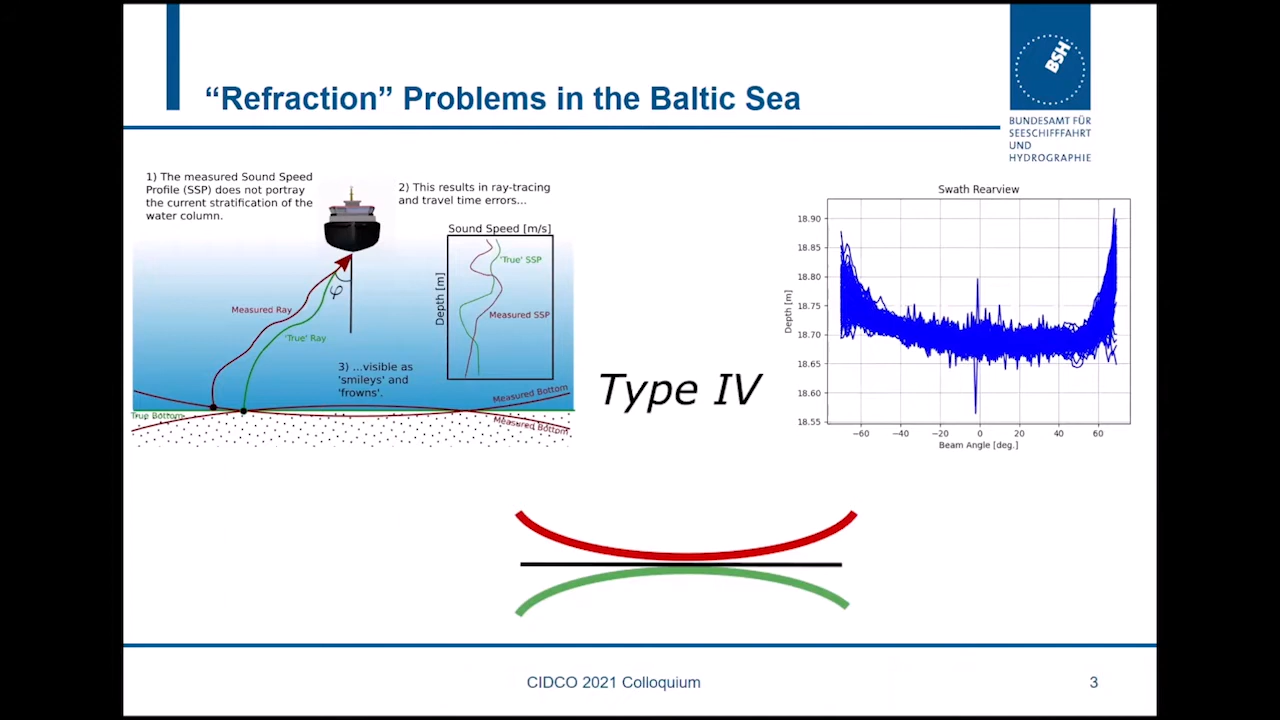 BSH
"Refraction" Problems in the Baltic Sea
BUNDESAMT FÜR
SEESCHIFFFAHRT
UND
HYDROGRAPHIE
1) The measured Sound Speed
Profile (SSP) does not portray
the current stratification of the
water column.
2) This results in ray-tracing
and travel time errors...
Sound Speed [m/s]
'True' SSP
Measured SSP
Depth [m]
φ
Measured Ray
'True' Ray
3) ...visible as
'smileys' and
'frowns'.
Measured Bottom
True Bottom
Measured Bottom
Type IV
Swath Rearview
18.90
18.85
18.80
18.75
18.70
18.65
18.60
18.55
Depth [m]
−60 −40 −20 0 20 40 60
Beam Angle [deg.]
CIDCO 2021 Colloquium
3